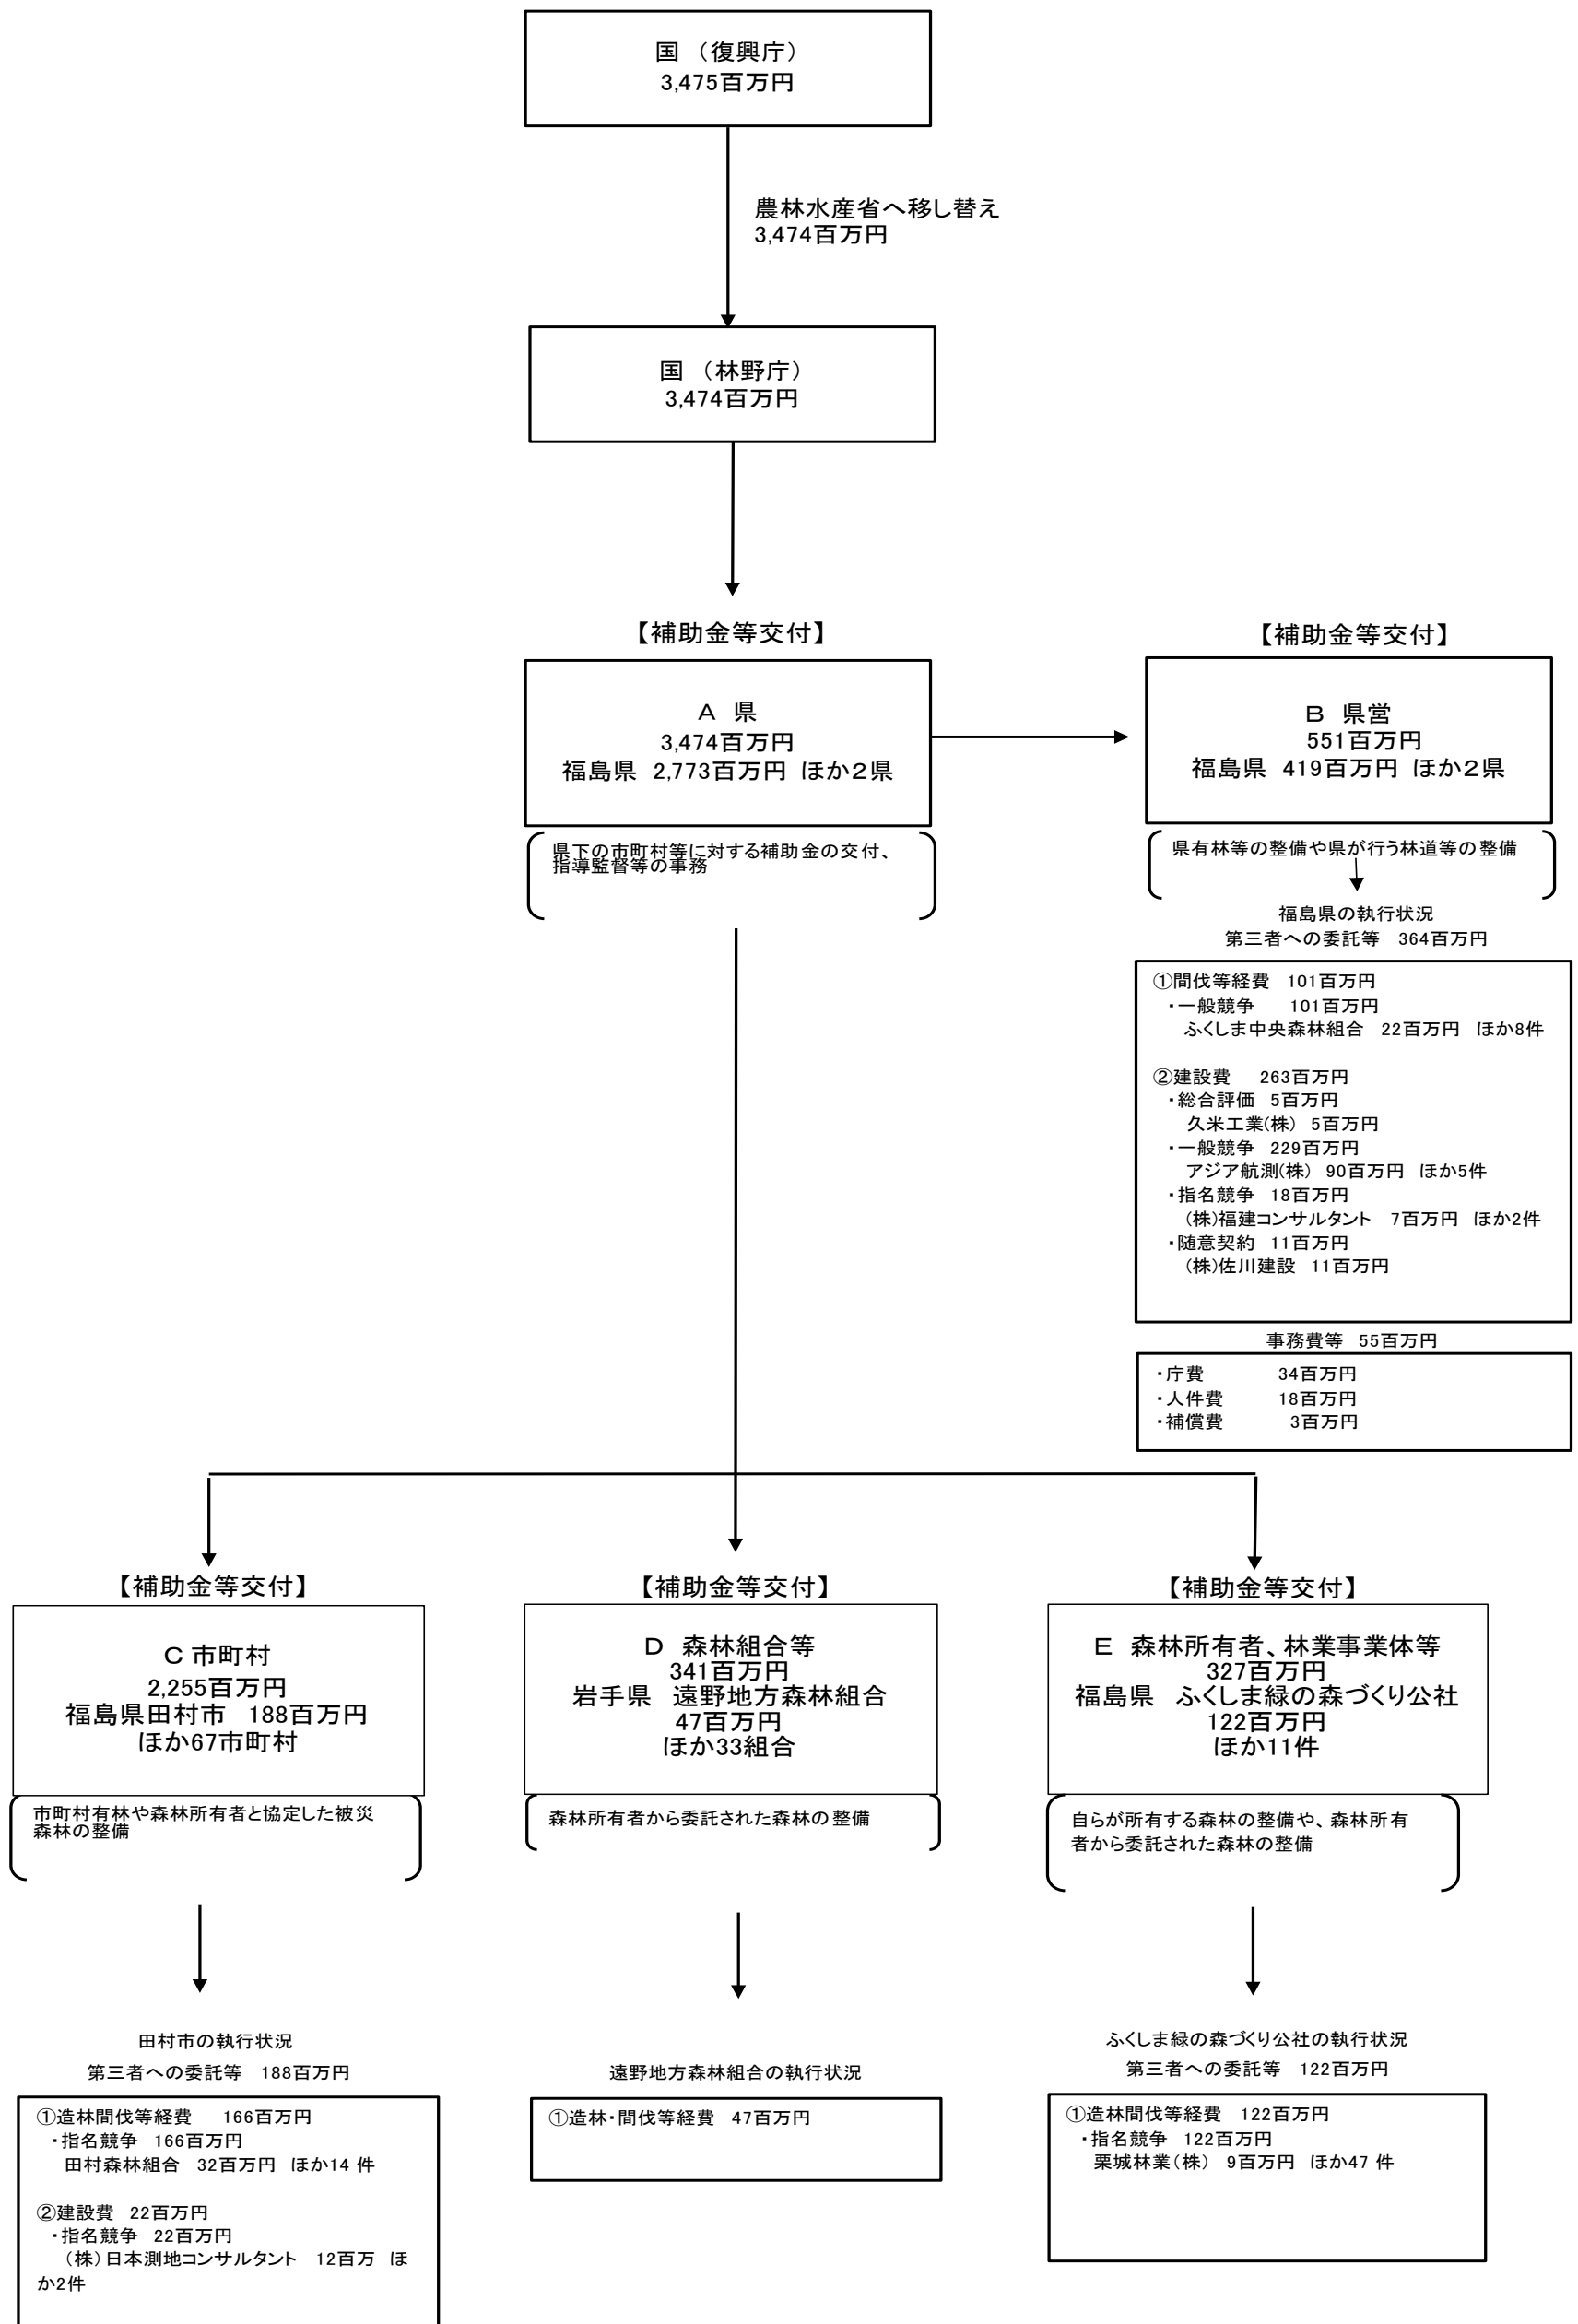 国 （復興庁）
3,475百万円
農林水産省へ移し替え
3,474百万円
国 （林野庁）
3,474百万円
【補助金等交付】
A 県
3,474百万円
福島県 2,773百万円 ほか2県
県下の市町村等に対する補助金の交付、
指導監督等の事務
【補助金等交付】
B 県営
551百万円
福島県 419百万円 ほか2県
県有林等の整備や県が行う林道等の整備
福島県の執行状況
第三者への委託等 364百万円
①間伐等経費 101百万円
・一般競争 101百万円
ふくしま中央森林組合 22百万円 ほか8件
②建設費 263百万円
・総合評価 5百万円
久米工業(株) 5百万円
・一般競争 229百万円
アジア航測(株) 90百万円 ほか5件
・指名競争 18百万円
(株)福建コンサルタント 7百万円 ほか2件
・随意契約 11百万円
(株)佐川建設 11百万円
事務費等 55百万円
・庁費 34百万円
・人件費 18百万円
・補償費 3百万円
【補助金等交付】
C 市町村
2,255百万円
福島県田村市 188百万円
ほか67市町村
市町村有林や森林所有者と協定した被災
森林の整備
田村市の執行状況
第三者への委託等 188百万円
①造林間伐等経費 166百万円
・指名競争 166百万円
田村森林組合 32百万円 ほか14 件
②建設費 22百万円
・指名競争 22百万円
（株）日本測地コンサルタント 12百万 ほ
か2件
【補助金等交付】
D 森林組合等
341百万円
岩手県 遠野地方森林組合
47百万円
ほか33組合
森林所有者から委託された森林の整備
遠野地方森林組合の執行状況
①造林・間伐等経費 47百万円
【補助金等交付】
E 森林所有者、林業事業体等
327百万円
福島県 ふくしま緑の森づくり公社
122百万円
ほか11件
自らが所有する森林の整備や、森林所有
者から委託された森林の整備
ふくしま緑の森づくり公社の執行状況
第三者への委託等 122百万円
①造林間伐等経費 122百万円
・指名競争 122百万円
栗城林業（株） 9百万円 ほか47 件